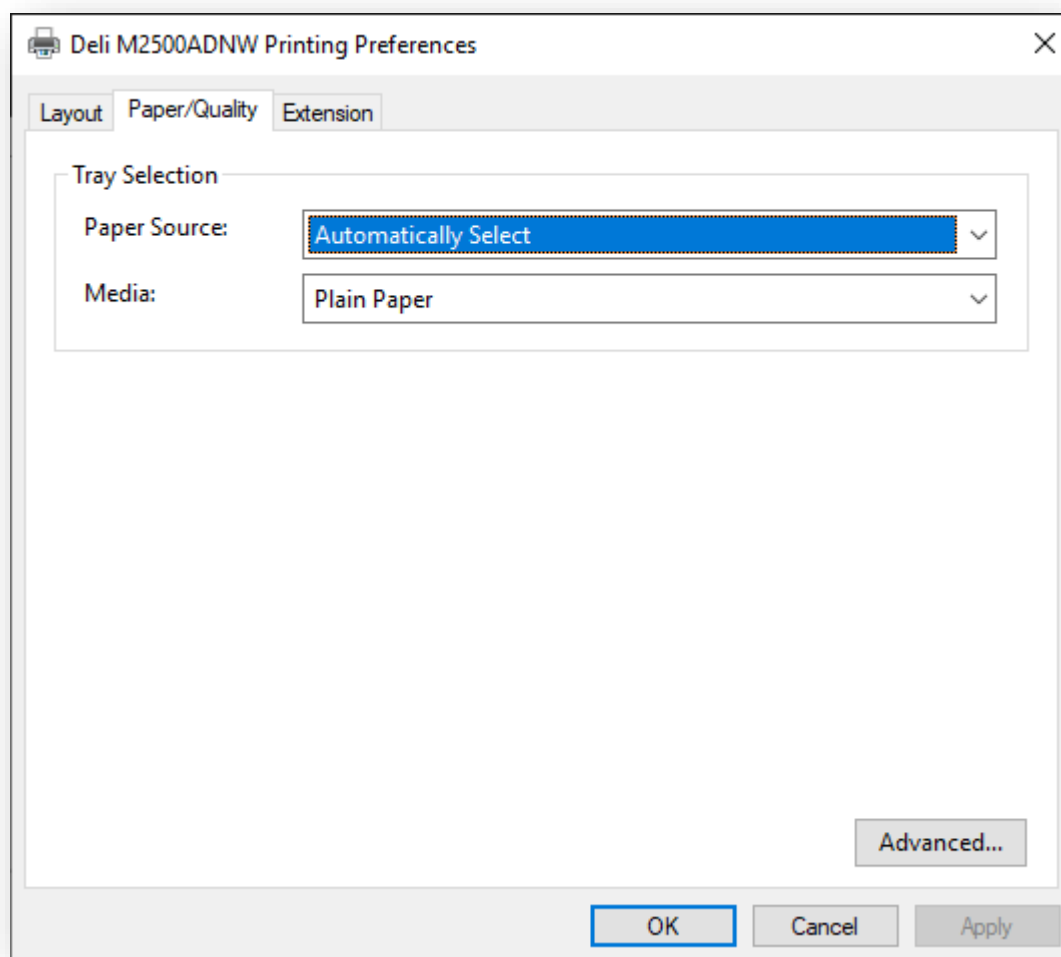 Deli M2500ADNW Printing Preferences
Layout Paper/Quality Extension
Tray Selection
Paper Source: Automatically Select
Media: Plain Paper
Advanced...
OK Cancel Apply